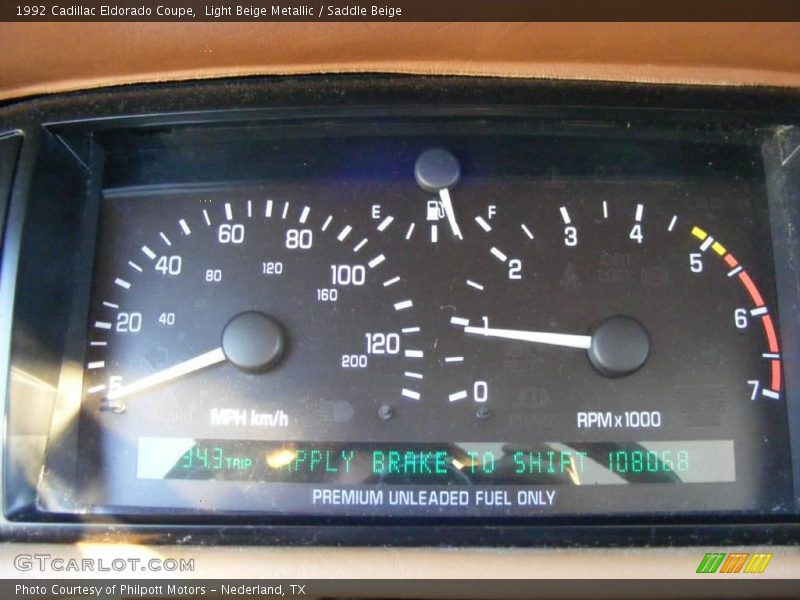 1992 Cadillac Eldorado Coupe,  Light Beige Metallic / Saddle Beige
E F
60 80 3 4
40 80 120 100 2 5
160
20 40 120 1 6
200
5 0 7
MPH km/h RPM x 1000
34.3 TRIP APPLY BRAKE TO SHIFT 108068
PREMIUM UNLEADED FUEL ONLY
GTCARLOT.COM
Photo Courtesy of Philpott Motors - Nederland, TX